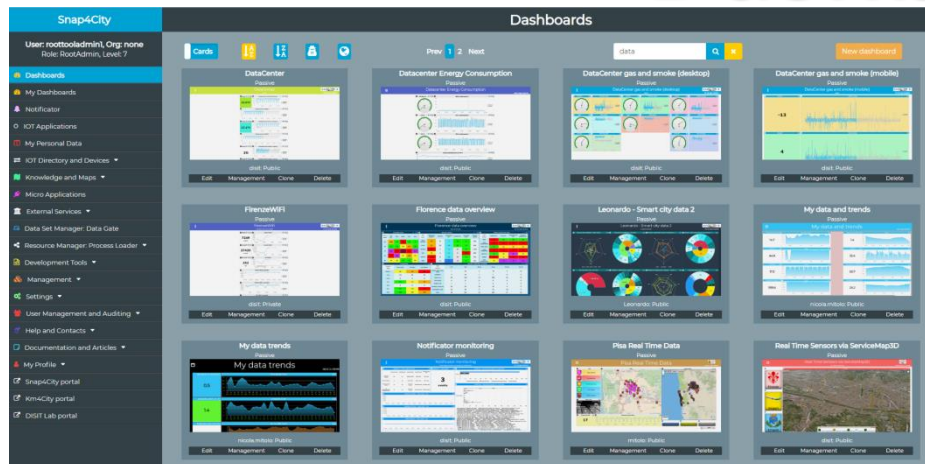 Snap4City
Dashboards
User: roottooladmin1, Org: none
Role: RootAdmin, Level: 7
Cards
Prev 1 2 Next
data
New dashboard
Dashboards
My Dashboards
Notificator
IOT Applications
My Personal Data
IOT Directory and Devices
Knowledge and Maps
Micro Applications
External Services
Data Set Manager: Data Gate
Resource Manager: Process Loader
Development Tools
Management
Settings
User Management and Auditing
Help and Contacts
Documentation and Articles
My Profile
Snap4City portal
Km4City portal
DISIT Lab portal
DataCenter
Passive
disit: Public
Edit Management Clone Delete
Datacenter Energy Consumption
Passive
disit: Public
Edit Management Clone Delete
DataCenter gas and smoke (desktop)
Passive
disit: Public
Edit Management Clone Delete
DataCenter gas and smoke (mobile)
Passive
disit: Public
Edit Management Clone Delete
FirenzeWiFi
Passive
disit: Private
Edit Management Clone Delete
Florence data overview
Passive
disit: Public
Edit Management Clone Delete
Leonardo - Smart city data 2
Passive
Leonardo: Public
Edit Management Clone Delete
My data and trends
Passive
My data and trends
nicola.mitolo: Public
Edit Management Clone Delete
My data trends
Passive
My data trends
nicola.mitolo: Public
Edit Management Clone Delete
Notificator monitoring
Passive
Notificator monitoring
3
disit: Public
Edit Management Clone Delete
Pisa Real Time Data
Passive
Pisa Real Time Data
mitolo: Public
Edit Management Clone Delete
Real Time Sensors via ServiceMap3D
Passive
disit: Public
Edit Management Clone Delete